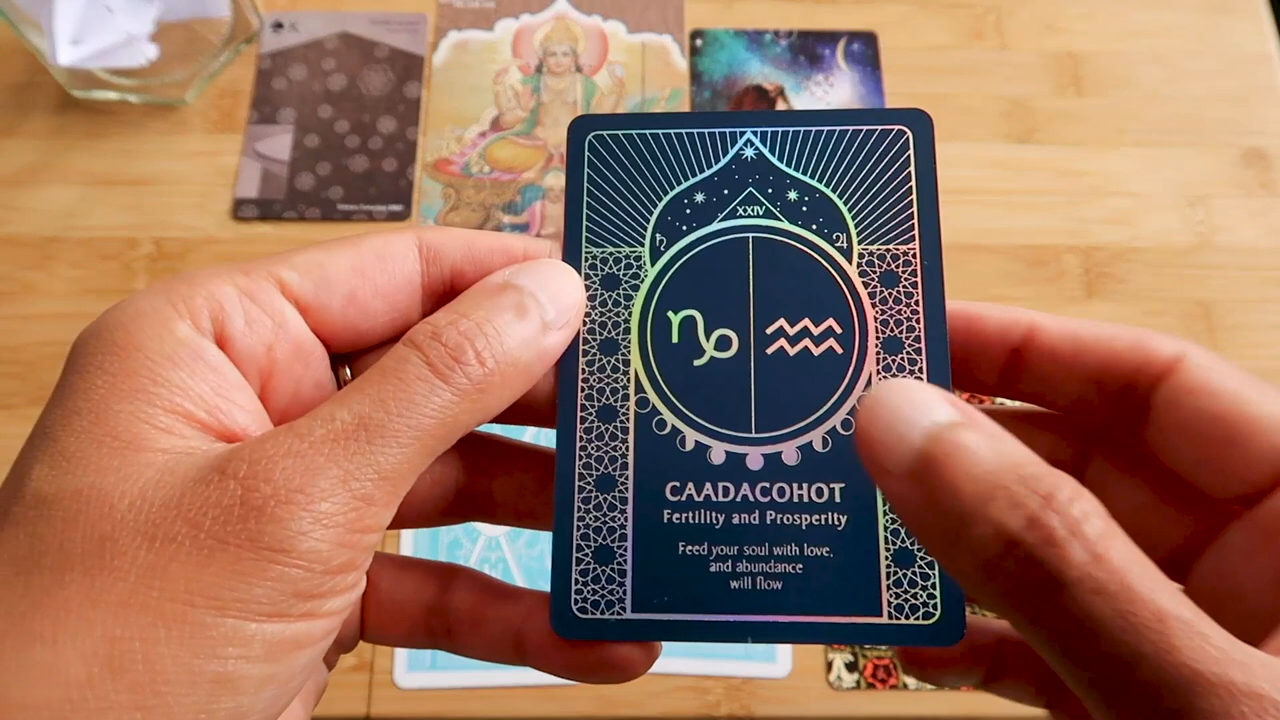 XXIV
♄ ♃
♑ ♒
CAADACOHOT
Fertility and Prosperity
Feed your soul with love,
and abundance
will flow